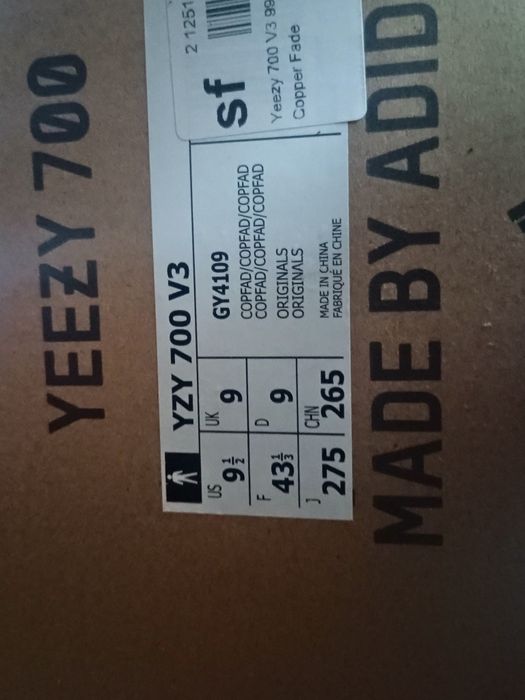 YEEZY 700
2 1251
sf
Yeezy 700 V3 99
Copper Fade
YZY 700 V3
US 9½ UK 9 GY4109
COPFAD/COPFAD/COPFAD
COPFAD/COPFAD/COPFAD
F 43⅓ D 9 ORIGINALS
ORIGINALS
J 275 CHN 265 MADE IN CHINA
FABRIQUÉ EN CHINE
MADE BY ADID